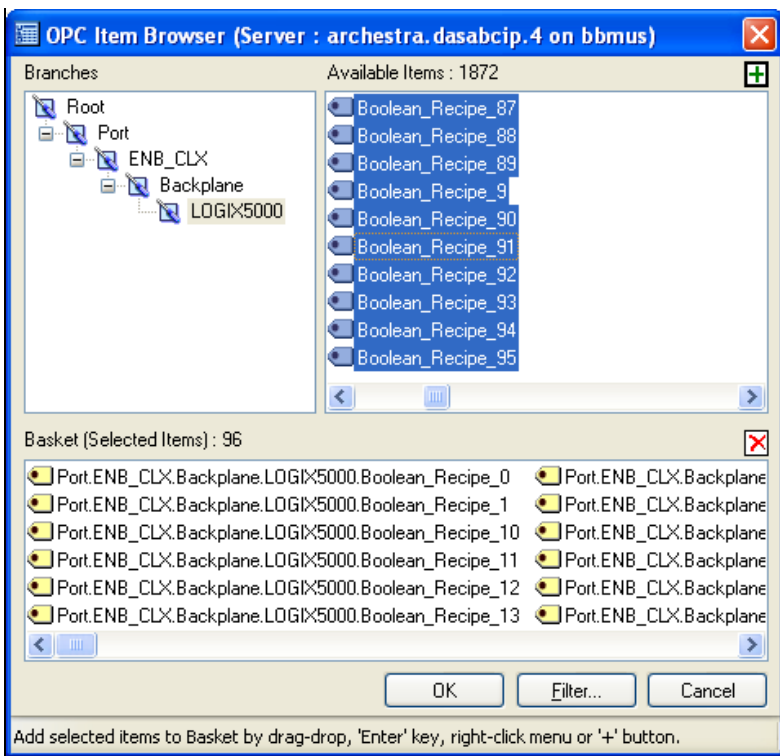 OPC Item Browser (Server : archestra.dasabcip.4 on bbmus)
Branches
Available Items : 1872
Root
Port
ENB_CLX
Backplane
LOGIX5000
Boolean_Recipe_87
Boolean_Recipe_88
Boolean_Recipe_89
Boolean_Recipe_9
Boolean_Recipe_90
Boolean_Recipe_91
Boolean_Recipe_92
Boolean_Recipe_93
Boolean_Recipe_94
Boolean_Recipe_95
Basket (Selected Items) : 96
Port.ENB_CLX.Backplane.LOGIX5000.Boolean_Recipe_0 Port.ENB_CLX.Backplane
Port.ENB_CLX.Backplane.LOGIX5000.Boolean_Recipe_1 Port.ENB_CLX.Backplane
Port.ENB_CLX.Backplane.LOGIX5000.Boolean_Recipe_10 Port.ENB_CLX.Backplane
Port.ENB_CLX.Backplane.LOGIX5000.Boolean_Recipe_11 Port.ENB_CLX.Backplane
Port.ENB_CLX.Backplane.LOGIX5000.Boolean_Recipe_12 Port.ENB_CLX.Backplane
Port.ENB_CLX.Backplane.LOGIX5000.Boolean_Recipe_13 Port.ENB_CLX.Backplane
OK Filter... Cancel
Add selected items to Basket by drag-drop, 'Enter' key, right-click menu or '+' button.